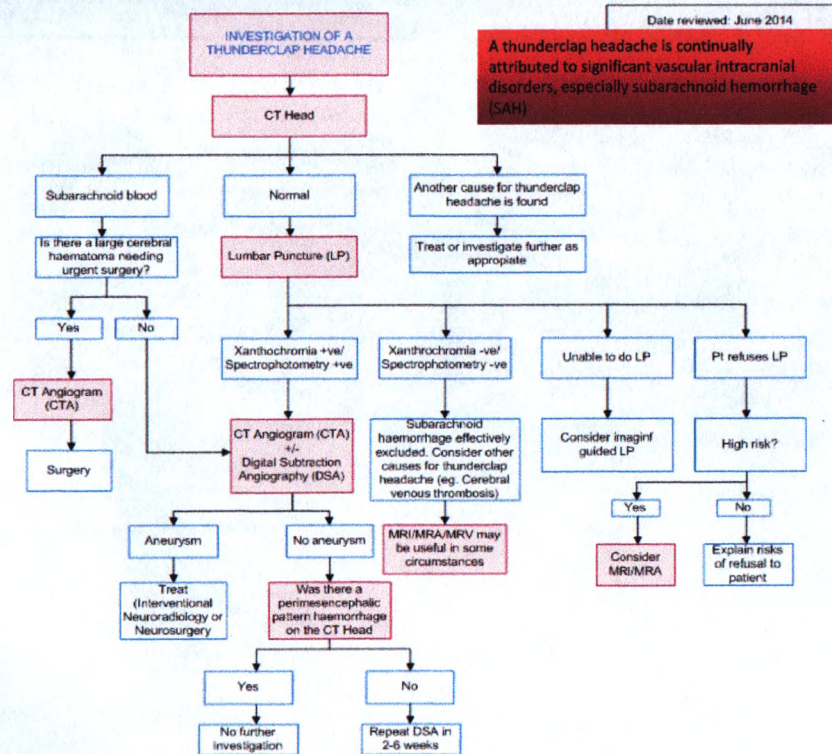 Date reviewed: June 2014
INVESTIGATION OF A
THUNDERCLAP HEADACHE
A thunderclap headache is continually
attributed to significant vascular intracranial
disorders, especially subarachnoid hemorrhage
(SAH)
CT Head
Subarachnoid blood
Normal
Another cause for thunderclap
headache is found
Is there a large cerebral
haematoma needing
urgent surgery?
Lumbar Puncture (LP)
Treat or investigate further as
appropiate
Yes
No
Xanthochromia +ve/
Spectrophotometry +ve
Xanthrochromia -ve/
Spectrophotometry -ve
Unable to do LP
Pt refuses LP
CT Angiogram
(CTA)
Surgery
CT Angiogram (CTA)
+/-
Digital Subtraction
Angiography (DSA)
Subarachnoid
haemorrhage effectively
excluded. Consider other
causes for thunderclap
headache (eg. Cerebral
venous thrombosis)
Consider imaginf
guided LP
High risk?
Yes
No
Aneurysm
No aneurysm
MRI/MRA/MRV may
be useful in some
circumstances
Consider
MRI/MRA
Explain risks
of refusal to
patient
Treat
(Interventional
Neuroradiology or
Neurosurgery
Was there a
perimesencephalic
pattern haemorrhage
on the CT Head
Yes
No
No further
investigation
Repeat DSA in
2-6 weeks